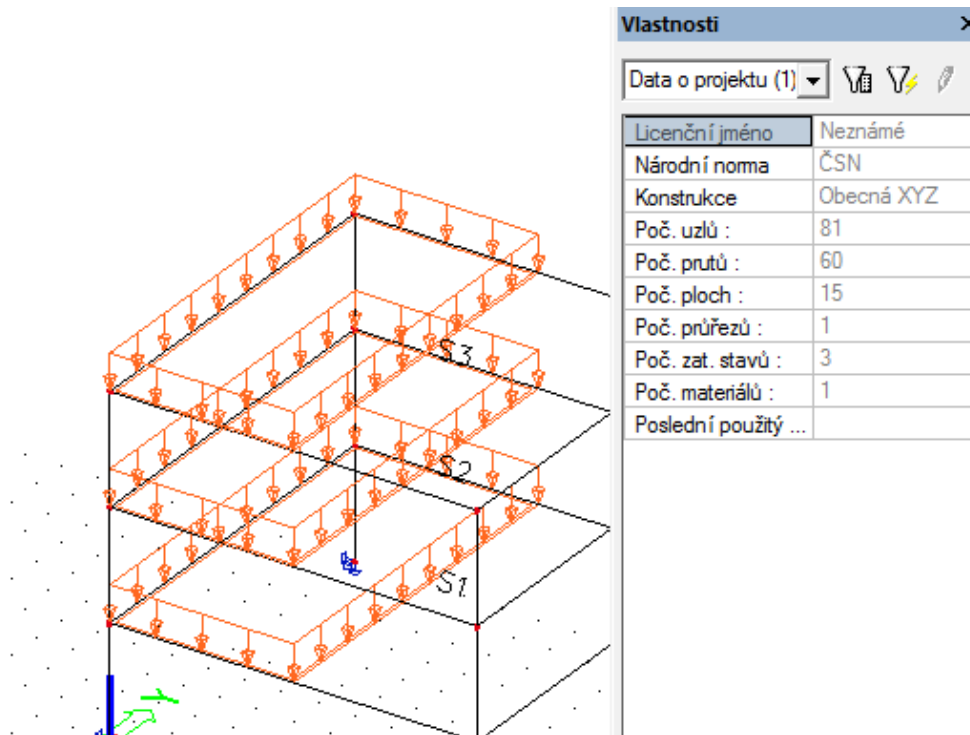 Vlastnosti
Data o projektu (1)
Licenční jméno Neznámé
Národní norma ČSN
Konstrukce Obecná XYZ
Poč. uzlů : 81
Poč. prutů : 60
Poč. ploch : 15
Poč. průřezů : 1
Poč. zat. stavů : 3
Poč. materiálů : 1
Poslední použitý ...
S3
S2
S1
Y